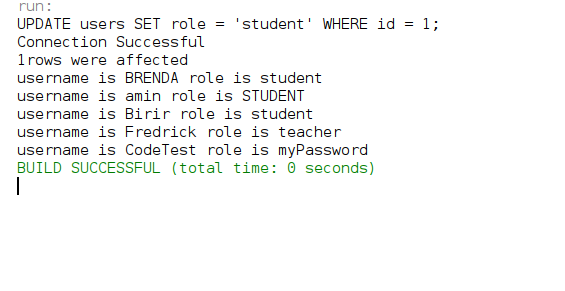 run:
UPDATE users SET role = 'student' WHERE id = 1;
Connection Successful
1rows were affected
username is BRENDA role is student
username is amin role is STUDENT
username is Birir role is student
username is Fredrick role is teacher
username is CodeTest role is myPassword
BUILD SUCCESSFUL (total time: 0 seconds)